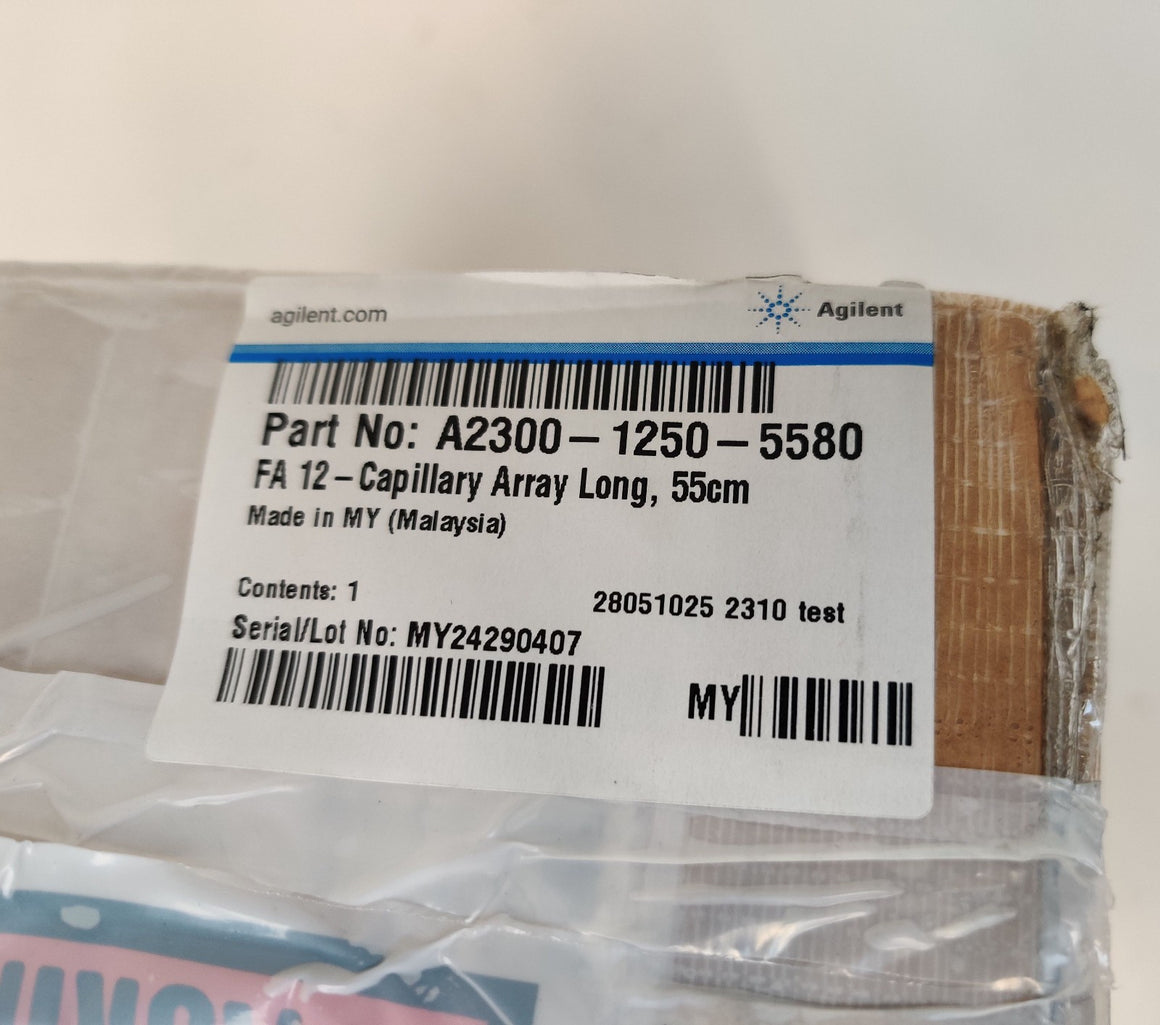 agilent.com
Agilent
Part No: A2300-1250-5580
FA 12-Capillary Array Long, 55cm
Made in MY (Malaysia)
Contents: 1
28051025 2310 test
Serial/Lot No: MY24290407
MY